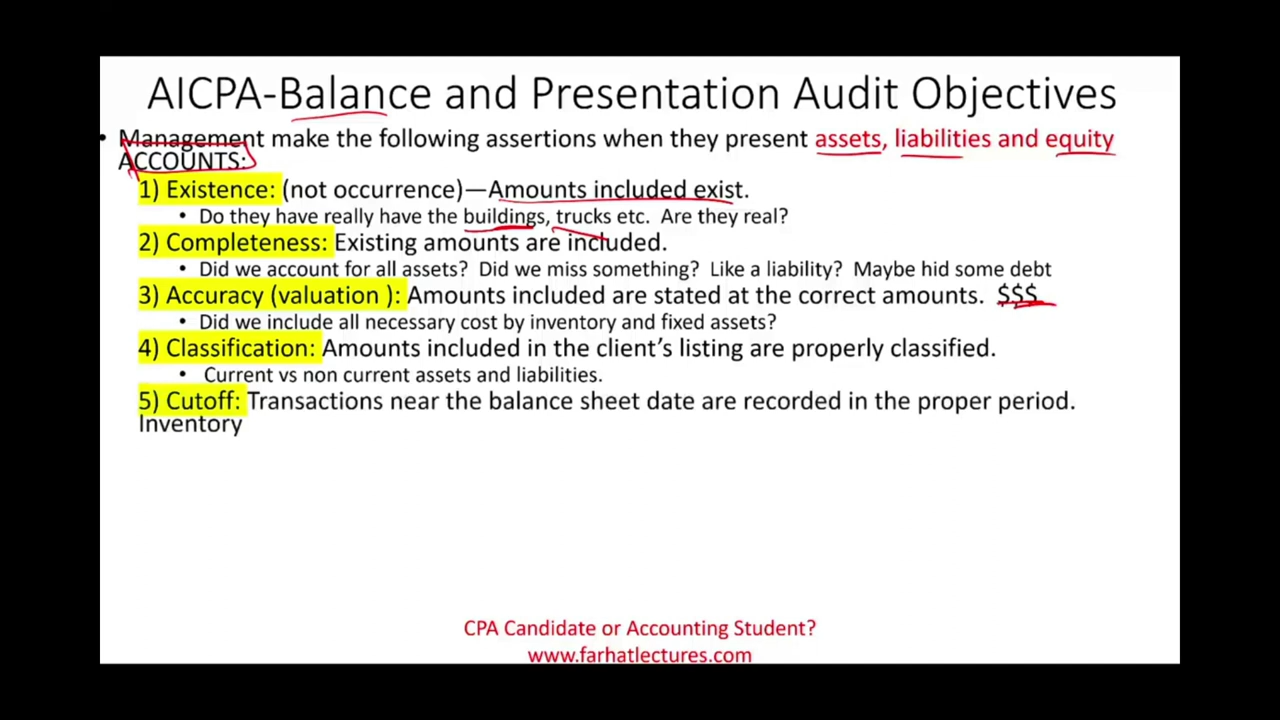 AICPA-Balance and Presentation Audit Objectives
• Management make the following assertions when they present assets, liabilities and equity
ACCOUNTS:
1) Existence: (not occurrence)—Amounts included exist.
• Do they have really have the buildings, trucks etc. Are they real?
2) Completeness: Existing amounts are included.
• Did we account for all assets? Did we miss something? Like a liability? Maybe hid some debt
3) Accuracy (valuation ): Amounts included are stated at the correct amounts. $$$
• Did we include all necessary cost by inventory and fixed assets?
4) Classification: Amounts included in the client’s listing are properly classified.
• Current vs non current assets and liabilities.
5) Cutoff: Transactions near the balance sheet date are recorded in the proper period.
Inventory
CPA Candidate or Accounting Student?
www.farhatlectures.com